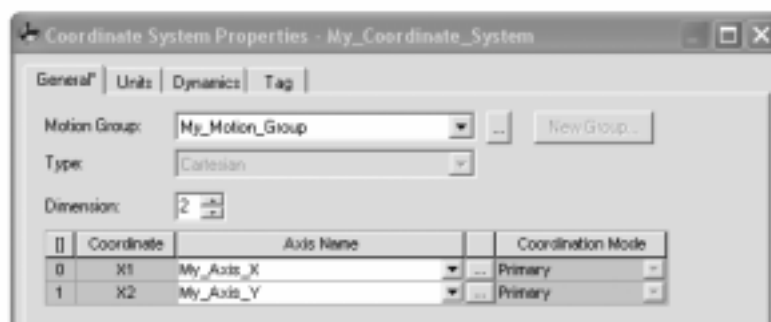 Coordinate System Properties - My_Coordinate_System
General* Units Dynamics Tag
Motion Group: My_Motion_Group ... New Group...
Type: Cartesian
Dimension: 2
[] Coordinate Axis Name Coordination Mode
0 X1 My_Axis_X ... Primary
1 X2 My_Axis_Y ... Primary